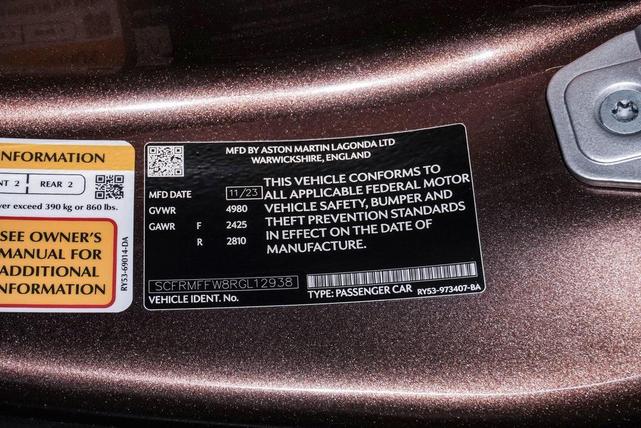 NFORMATION
NT 2 REAR 2
ver exceed 390 kg or 860 lbs.
SEE OWNER'S
MANUAL FOR
ADDITIONAL
INFORMATION
RY53-69014-DA
MFD BY ASTON MARTIN LAGONDA LTD
WARWICKSHIRE, ENGLAND
MFD DATE 11/23
GVWR 4980
GAWR F 2425
R 2810
THIS VEHICLE CONFORMS TO
ALL APPLICABLE FEDERAL MOTOR
VEHICLE SAFETY, BUMPER AND
THEFT PREVENTION STANDARDS
IN EFFECT ON THE DATE OF
MANUFACTURE.
SCFRMFFW8RGL12938
VEHICLE IDENT. No.
TYPE: PASSENGER CAR RY53-973407-BA